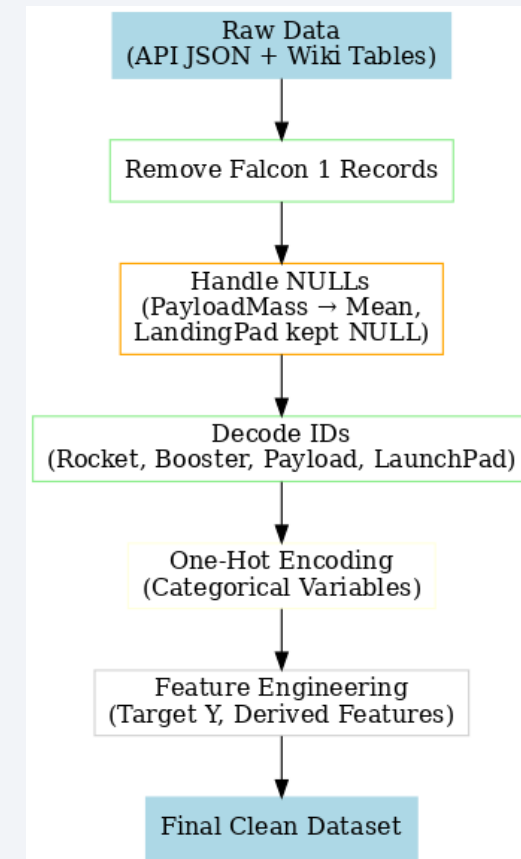 Raw Data
(API JSON + Wiki Tables)
Remove Falcon 1 Records
Handle NULLs
(PayloadMass → Mean,
LandingPad kept NULL)
Decode IDs
(Rocket, Booster, Payload, LaunchPad)
One-Hot Encoding
(Categorical Variables)
Feature Engineering
(Target Y, Derived Features)
Final Clean Dataset